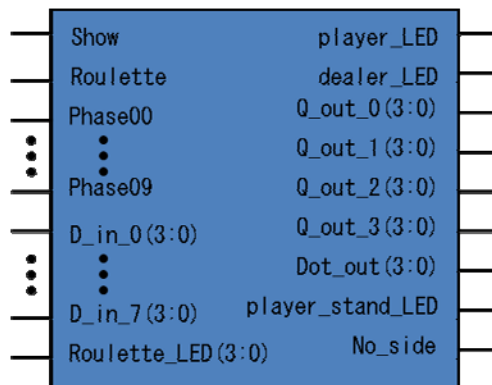 Show
Roulette
Phase00
Phase09
D_in_0(3:0)
D_in_7(3:0)
Roulette_LED(3:0)
player_LED
dealer_LED
Q_out_0(3:0)
Q_out_1(3:0)
Q_out_2(3:0)
Q_out_3(3:0)
Dot_out(3:0)
player_stand_LED
No_side